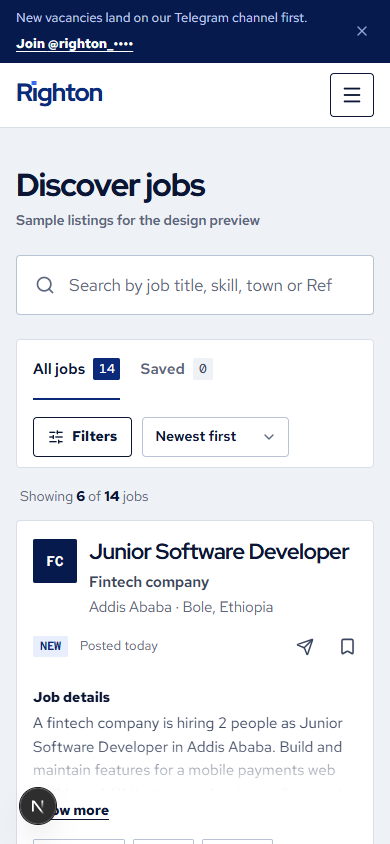 New vacancies land on our Telegram channel first.
Join @righton_••••
Righton
Discover jobs
Sample listings for the design preview
Search by job title, skill, town or Ref
All jobs 14 Saved 0
Filters Newest first
Showing 6 of 14 jobs
FC
Junior Software Developer
Fintech company
Addis Ababa · Bole, Ethiopia
NEW Posted today
Job details
A fintech company is hiring 2 people as Junior
Software Developer in Addis Ababa. Build and
maintain features for a mobile payments web
N
more